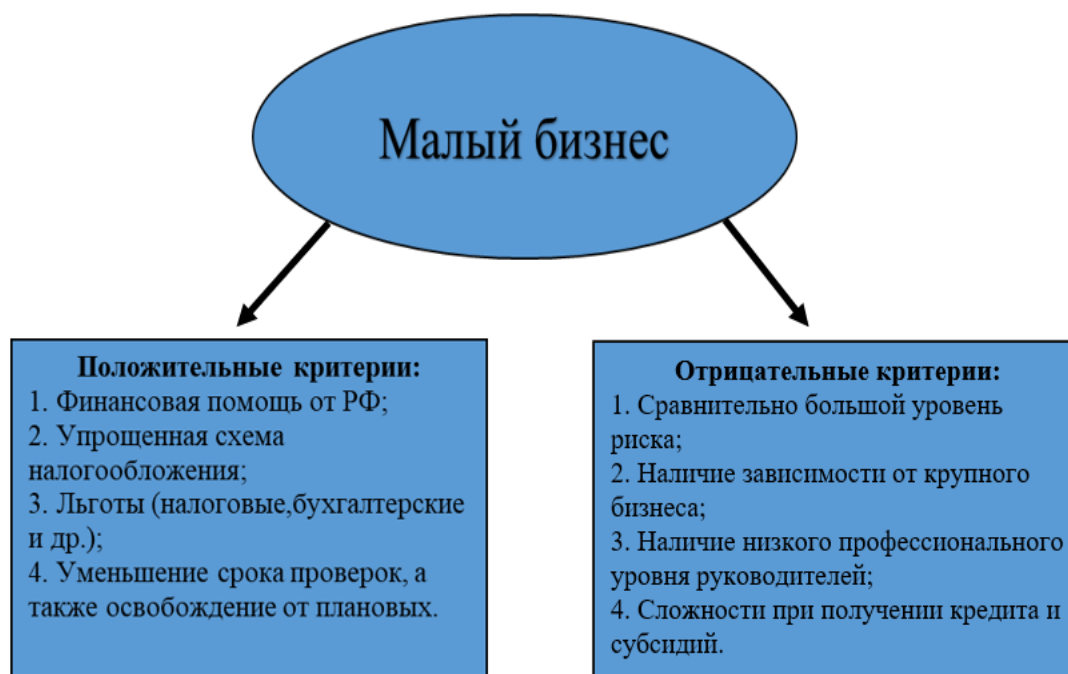 Малый бизнес
Положительные критерии:
1. Финансовая помощь от РФ;
2. Упрощенная схема
налогообложения;
3. Льготы (налоговые,бухгалтерские
и др.);
4. Уменьшение срока проверок, а
также освобождение от плановых.
Отрицательные критерии:
1. Сравнительно большой уровень
риска;
2. Наличие зависимости от крупного
бизнеса;
3. Наличие низкого профессионального
уровня руководителей;
4. Сложности при получении кредита и
субсидий.